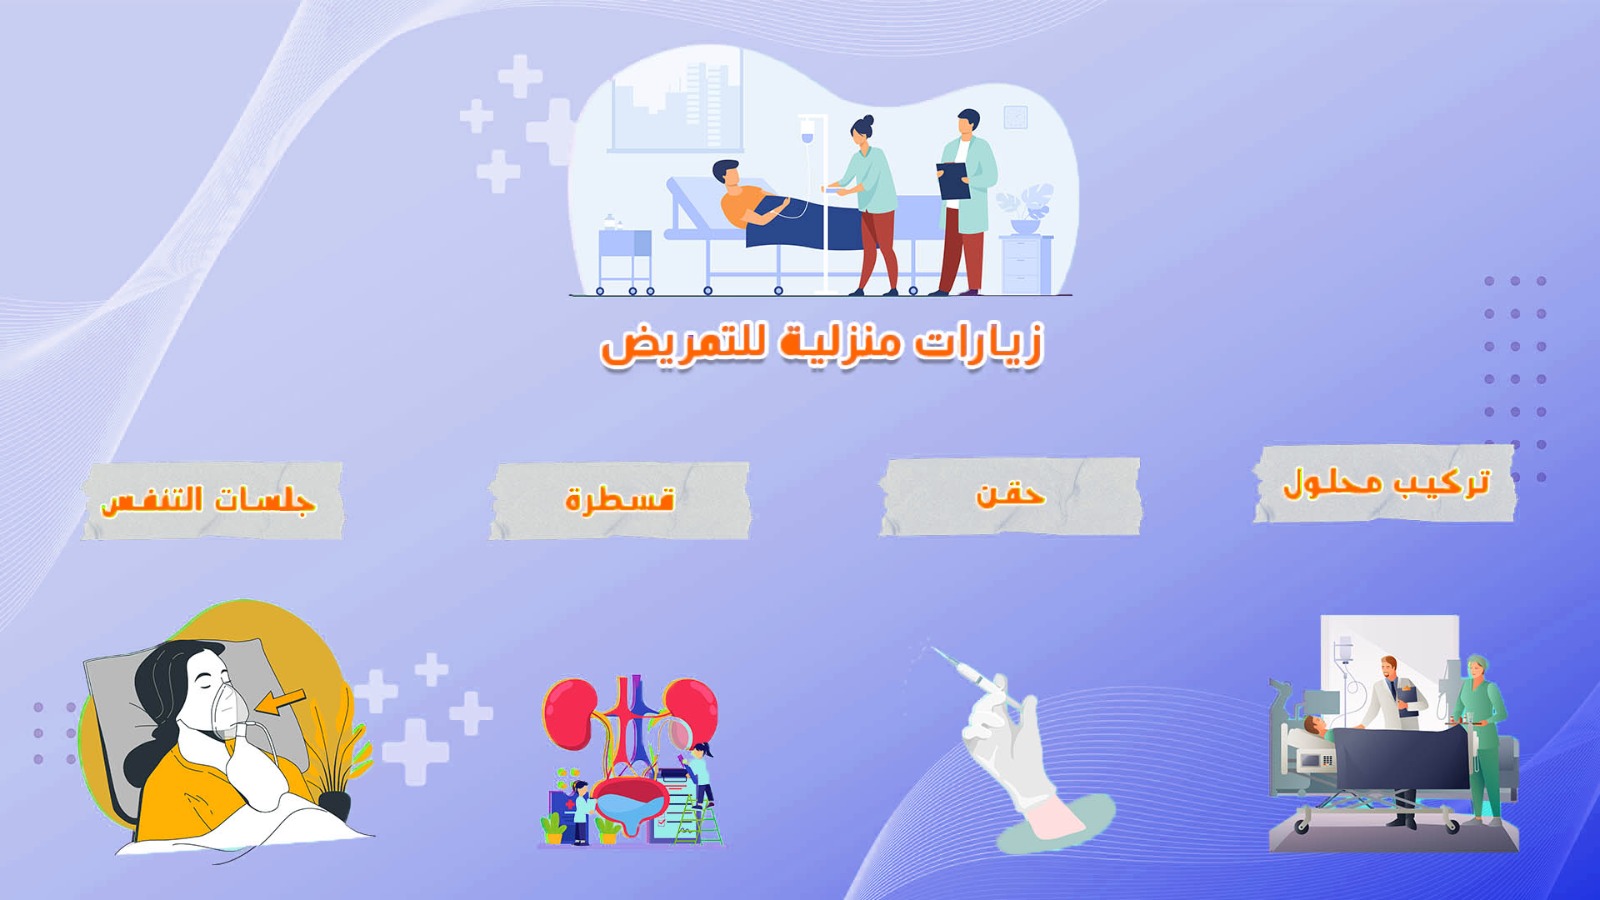 زيارات منزلية للتمريض
تركيب محلول
حقن
قسطرة
جلسات التنفس